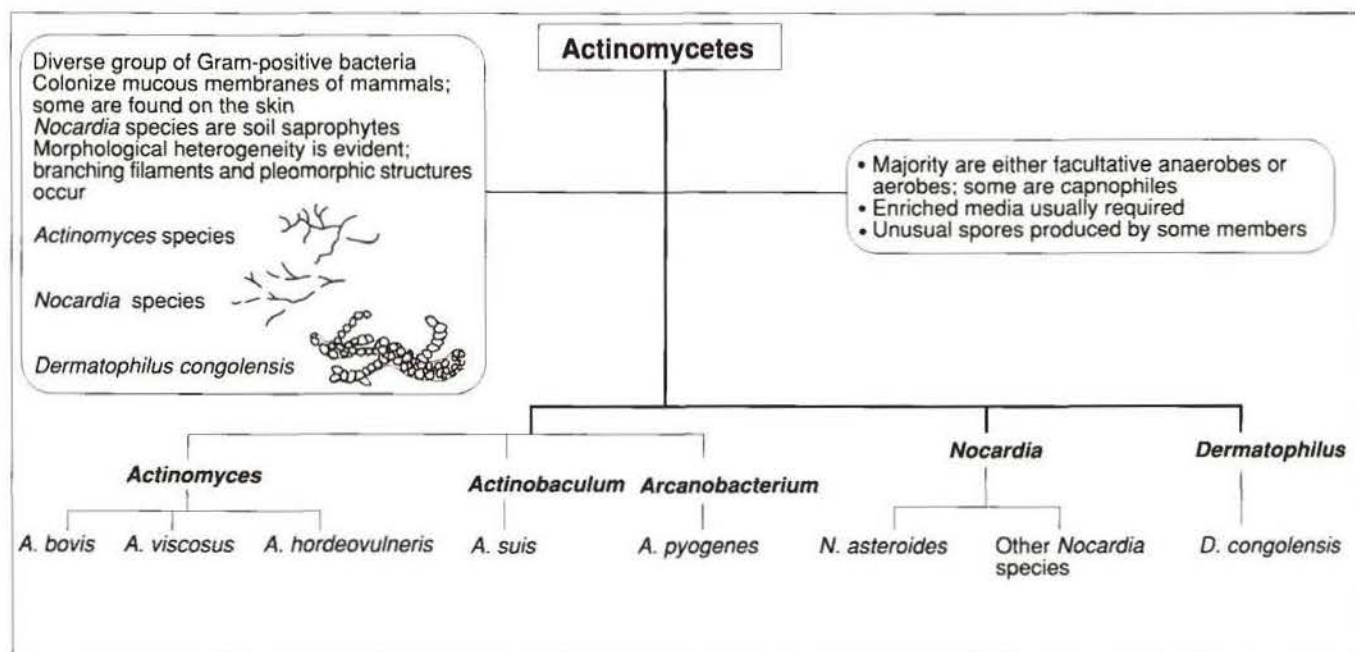 Actinomycetes
Diverse group of Gram-positive bacteria
Colonize mucous membranes of mammals;
some are found on the skin
Nocardia species are soil saprophytes
Morphological heterogeneity is evident;
branching filaments and pleomorphic structures
occur
Actinomyces species
Nocardia species
Dermatophilus congolensis
• Majority are either facultative anaerobes or
aerobes; some are capnophiles
• Enriched media usually required
• Unusual spores produced by some members
Actinomyces
Actinobaculum
Arcanobacterium
Nocardia
Dermatophilus
A. bovis
A. viscosus
A. hordeovulneris
A. suis
A. pyogenes
N. asteroides
Other Nocardia
species
D. congolensis